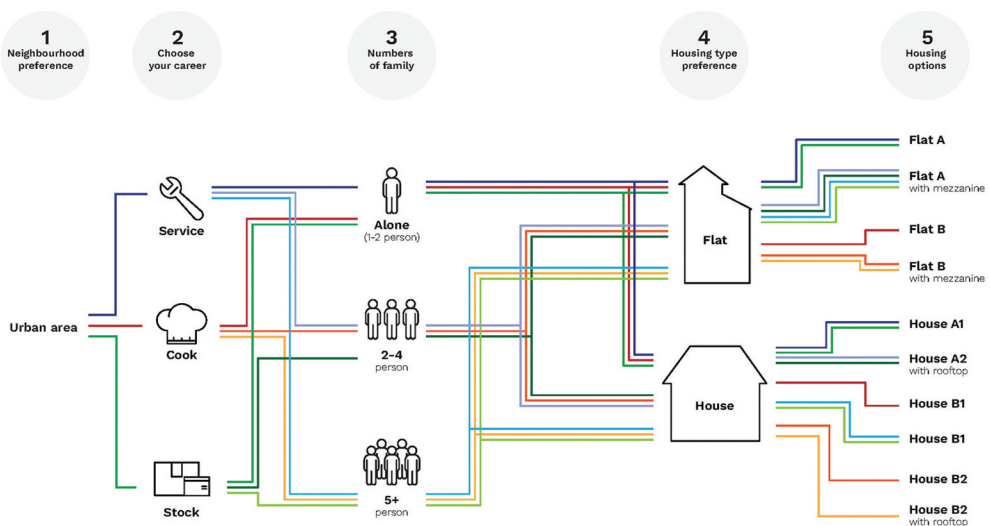 1
Neighbourhood
preference
2
Choose
your career
3
Numbers
of family
4
Housing type
preference
5
Housing
options
Urban area
Service
Cook
Stock
Alone
(1-2 person)
2-4
person
5+
person
Flat
House
Flat A
Flat A
with mezzanine
Flat B
Flat B
with mezzanine
House A1
House A2
with rooftop
House B1
House B1
House B2
House B2
with rooftop